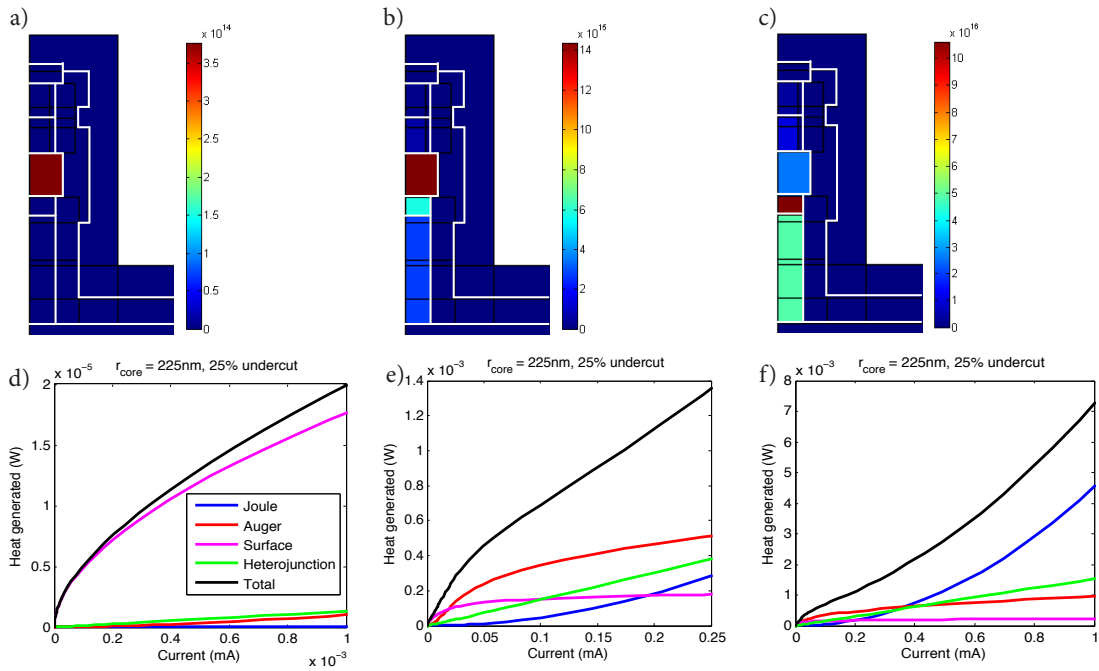 a)
x 10^14
3.5
3
2.5
2
1.5
1
0.5
0
b)
x 10^16
14
12
10
8
6
4
2
0
c)
x 10^16
10
9
8
7
6
5
4
3
2
1
0
d)
x 10^-5
r_core = 225nm, 25% undercut
2
1.5
1
0.5
0
Heat generated (W)
Joule
Auger
Surface
Heterojunction
Total
0
0.2
0.4
0.6
0.8
1
Current (mA)
x 10^-3
e)
x 10^-3
r_core = 225nm, 25% undercut
1.4
1.2
1
0.8
0.6
0.4
0.2
0
Heat generated (W)
0
0.05
0.1
0.15
0.2
0.25
Current (mA)
f)
x 10^-3
r_core = 225nm, 25% undercut
8
7
6
5
4
3
2
1
0
Heat generated (W)
0
0.2
0.4
0.6
0.8
1
Current (mA)